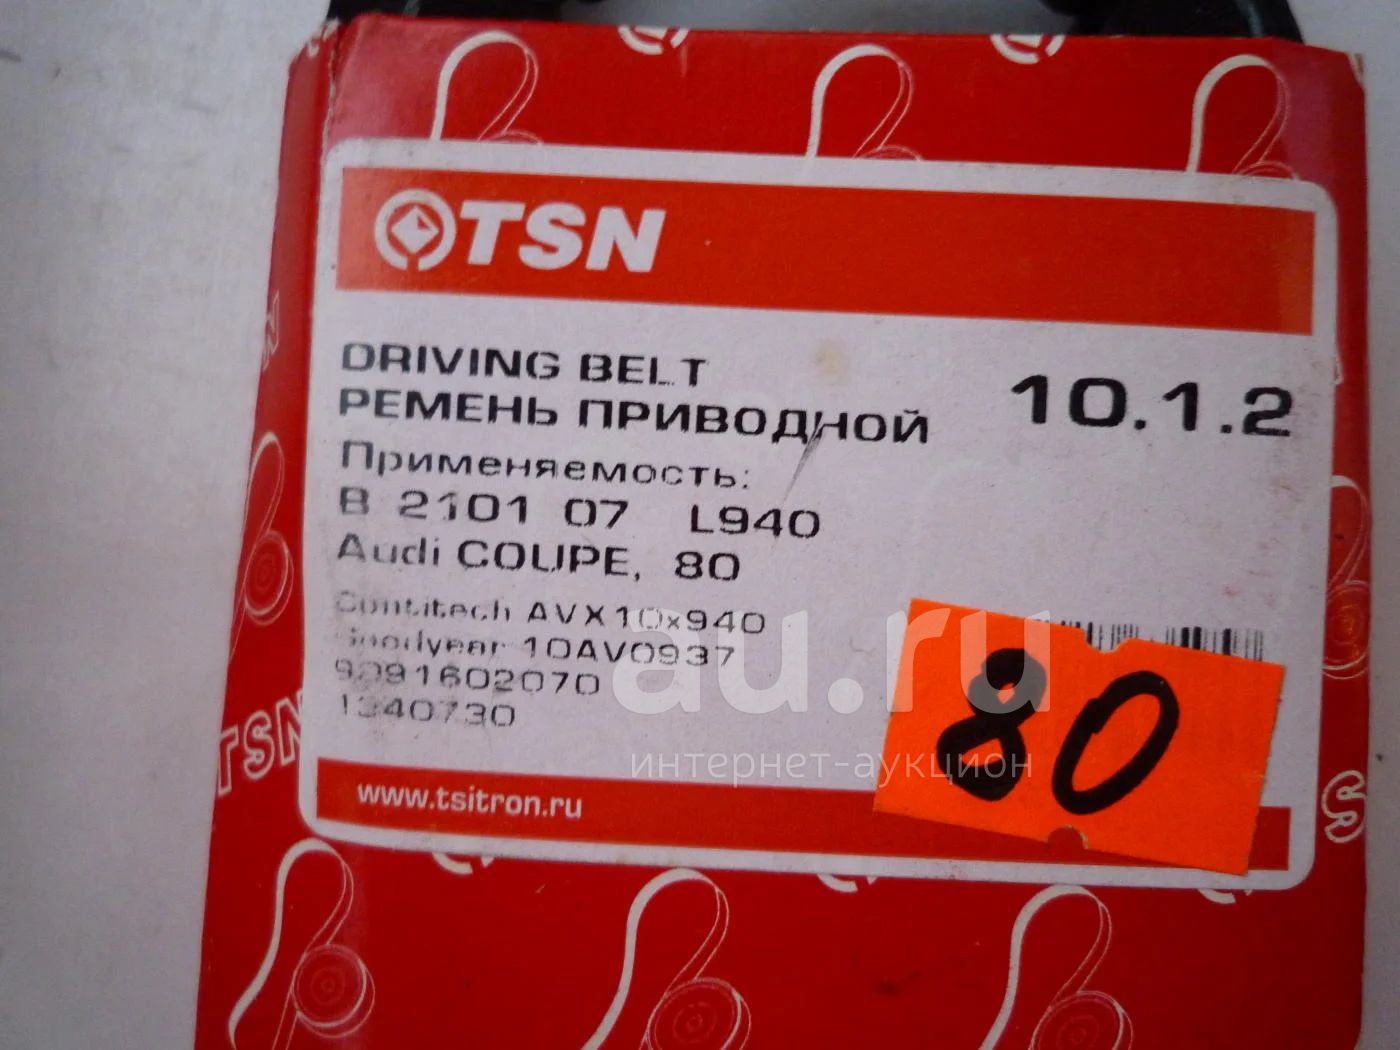 TSN
DRIVING BELT
РЕМЕНЬ ПРИВОДНОЙ
10.1.2
Применяемость:
В 2101 07 L940
Audi COUPE, 80
Contitech AVX10x940
Goodyear 10AV0937
9091602070
1340730
80
au.ru
интернет-аукцион
www.tsitron.ru
TSN